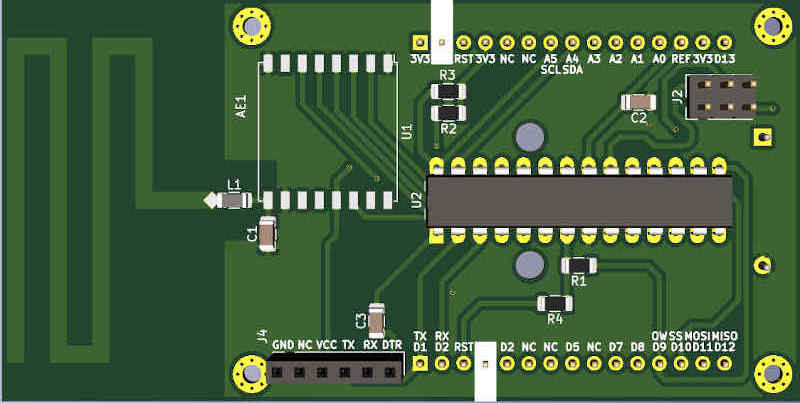 3V3 RST 3V3 NC NC A5 A4 A3 A2 A1 A0 REF 3V3 D13
SCL SDA
R3
R2
C2
J2
AE1
U1
U2
L1
C1
R1
R4
C3
J4
GND NC VCC TX RX DTR
TX RX OW SS MOSI MISO
D1 D2 RST D2 NC NC D5 NC D7 D8 D9 D10 D11 D12